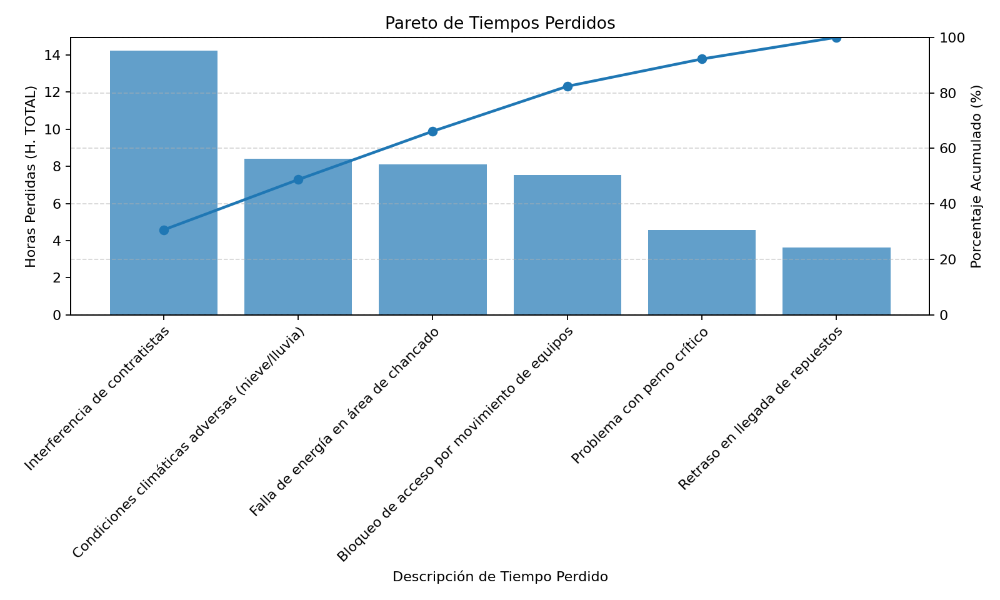 Pareto de Tiempos Perdidos
Horas Perdidas (H. TOTAL)
14
12
10
8
6
4
2
0
100
80
60
40
20
0
Porcentaje Acumulado (%)
Interferencia de contratistas
Condiciones climáticas adversas (nieve/lluvia)
Falla de energía en área de chancado
Bloqueo de acceso por movimiento de equipos
Problema con perno crítico
Retraso en llegada de repuestos
Descripción de Tiempo Perdido